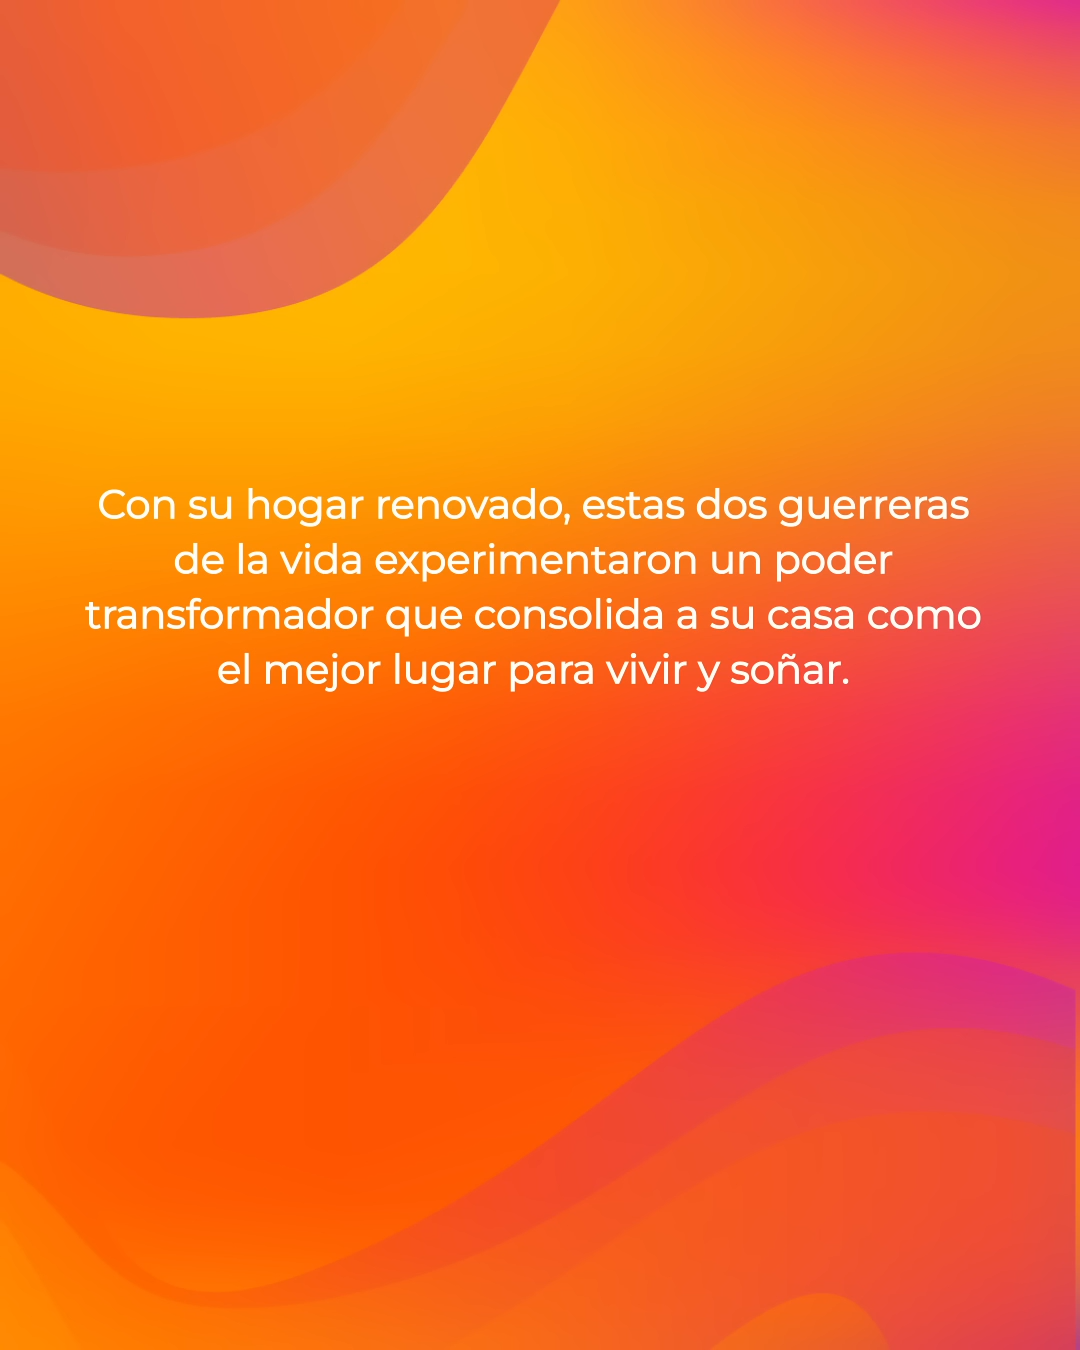 Con su hogar renovado, estas dos guerreras
de la vida experimentaron un poder
transformador que consolida a su casa como
el mejor lugar para vivir y soñar.